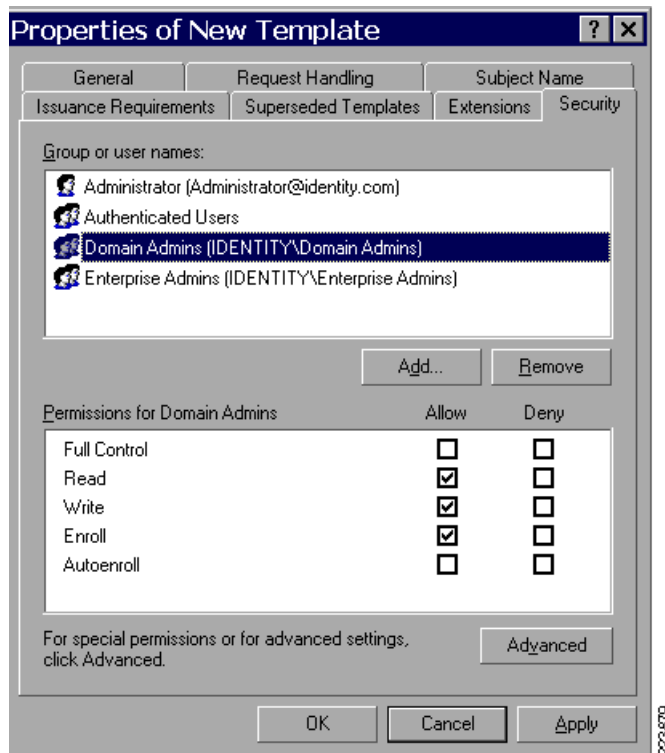 Properties of New Template ? X
General Request Handling Subject Name
Issuance Requirements Superseded Templates Extensions Security
Group or user names:
Administrator (Administrator@identity.com)
Authenticated Users
Domain Admins (IDENTITY\Domain Admins)
Enterprise Admins (IDENTITY\Enterprise Admins)
Add... Remove
Permissions for Domain Admins Allow Deny
Full Control
Read
Write
Enroll
Autoenroll
For special permissions or for advanced settings,
click Advanced.
Advanced
OK Cancel Apply